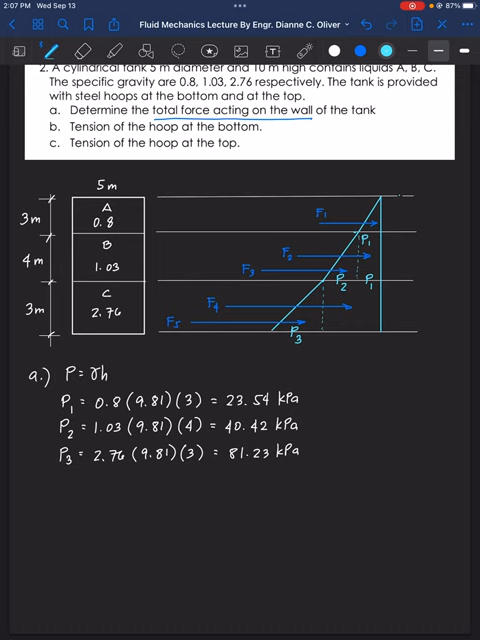 2:07 PM Wed Sep 13
87%
Fluid Mechanics Lecture By Engr. Dianne C. Oliver
2. A cylindrical tank 5 m diameter and 10 m high contains liquids A, B, C.
The specific gravity are 0.8, 1.03, 2.76 respectively. The tank is provided
with steel hoops at the bottom and at the top.
a. Determine the total force acting on the wall of the tank
b. Tension of the hoop at the bottom.
c. Tension of the hoop at the top.
5m
3m
A
0.8
F1
P1
4m
B
1.03
F2
F3
P2
P1
3m
C
2.76
F4
F5
P3
a.) P = γh
P1 = 0.8 (9.81) (3) = 23.54 kPa
P2 = 1.03 (9.81) (4) = 40.42 kPa
P3 = 2.76 (9.81) (3) = 81.23 kPa